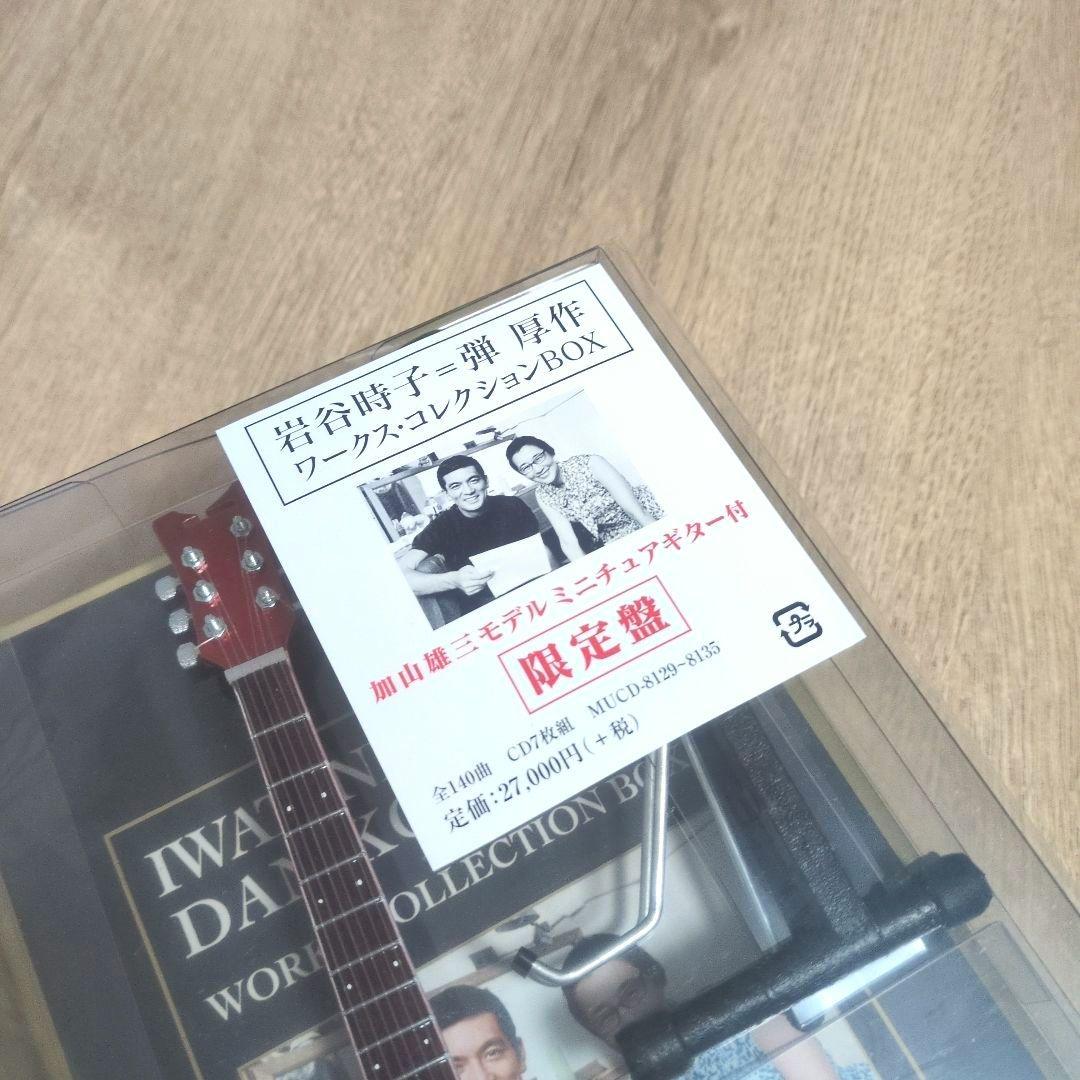 岩谷時子=弾 厚作
ワークス・コレクションBOX
加山雄三モデル ミニチュアギター付
限定盤
全140曲 CD7枚組 MUCD-8129~8135
定価:27,000円(+税)
プラ